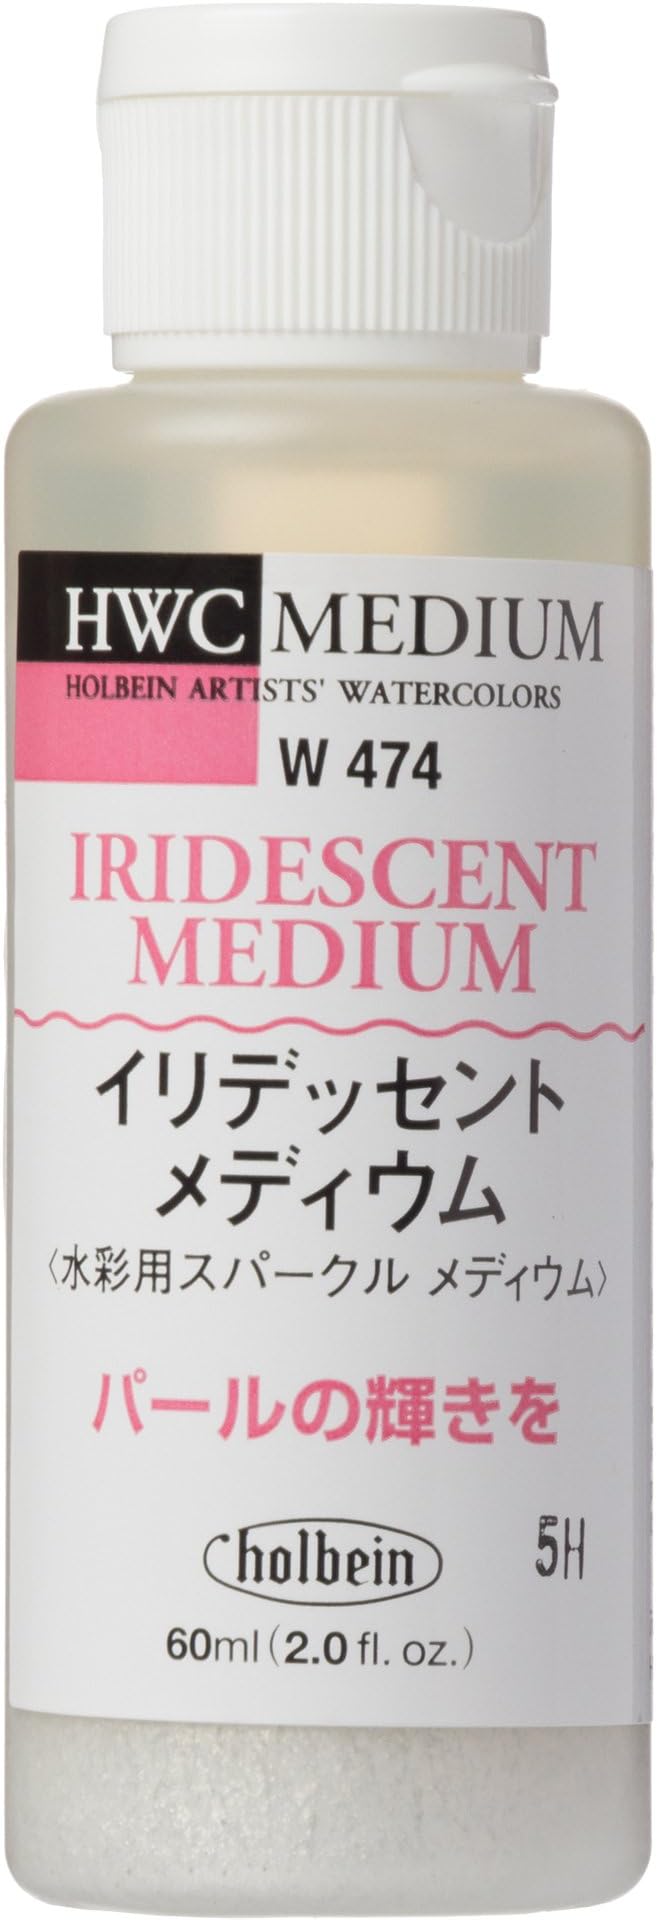 HWC MEDIUM
HOLBEIN ARTISTS' WATERCOLORS
W 474
IRIDESCENT
MEDIUM
イリデッセント
メディウム
〈水彩用スパークル メディウム〉
パールの輝きを
holbein
5H
60ml(2.0 fl. oz.)